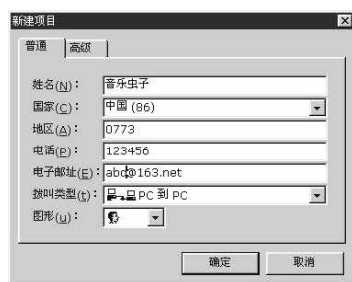 新建项目
普通 高级
姓名(N): 音乐虫子
国家(C): 中国 (86)
地区(A): 0773
电话(P): 123456
电子邮址(E): abc@163.net
拨叫类型(t): PC 到 PC
图形(u):
确定 取消